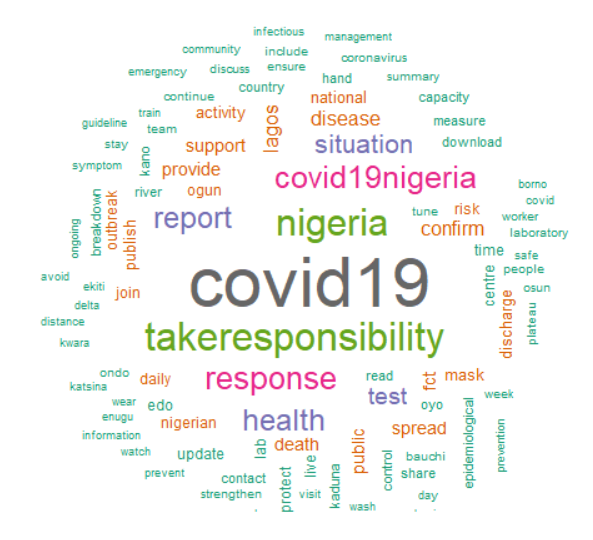 infectious
management
community
include
coronavirus
emergency
discuss
ensure
hand
summary
country
continue
national
capacity
activity
lagos
disease
measure
train
guideline
team
support
situation
download
stay
kano
symptom
provide
covid19nigeria
river
ogun
borno
covid
ongoing
breakdown
outbreak
publish
report
nigeria
tune
risk
worker
confirm
laboratory
time
safe
centre
people
avoid
ekiti
join
covid19
osun
delta
discharge
plateau
distance
takeresponsibility
kwara
ondo
katsina
daily
response
read
fct
mask
test
week
wear
edo
oyo
enugu
nigerian
health
spread
epidemiological
prevention
information
watch
update
lab
death
public
control
bauchi
prevent
contact
protect
live
kaduna
share
strengthen
visit
day
wash